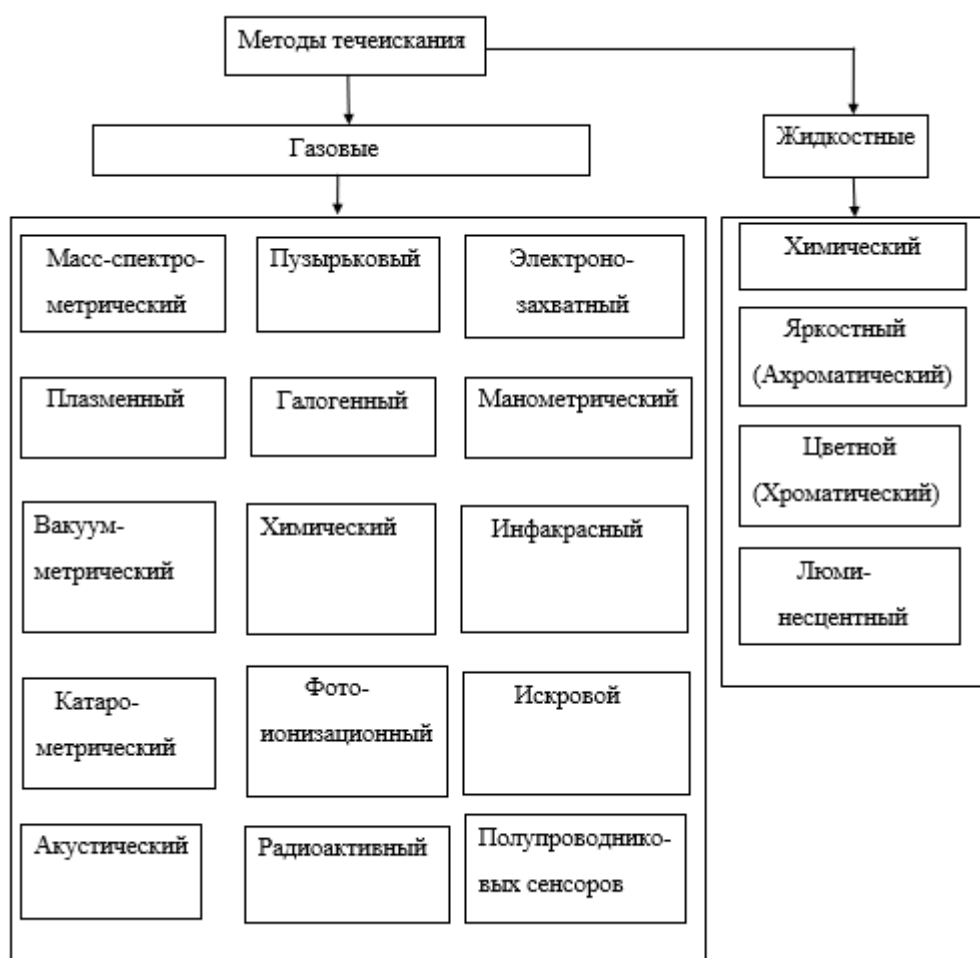 Методы течеискания
Газовые
Жидкостные
Масс-спектро-
метрический
Пузырьковый
Электроно-
захватный
Плазменный
Галогенный
Манометрический
Вакуум-
метрический
Химический
Инфакрасный
Катаро-
метрический
Фото-
ионизационный
Искровой
Акустический
Радиоактивный
Полупроводнико-
вых сенсоров
Химический
Яркостный
(Ахроматический)
Цветной
(Хроматический)
Люми-
несцентный